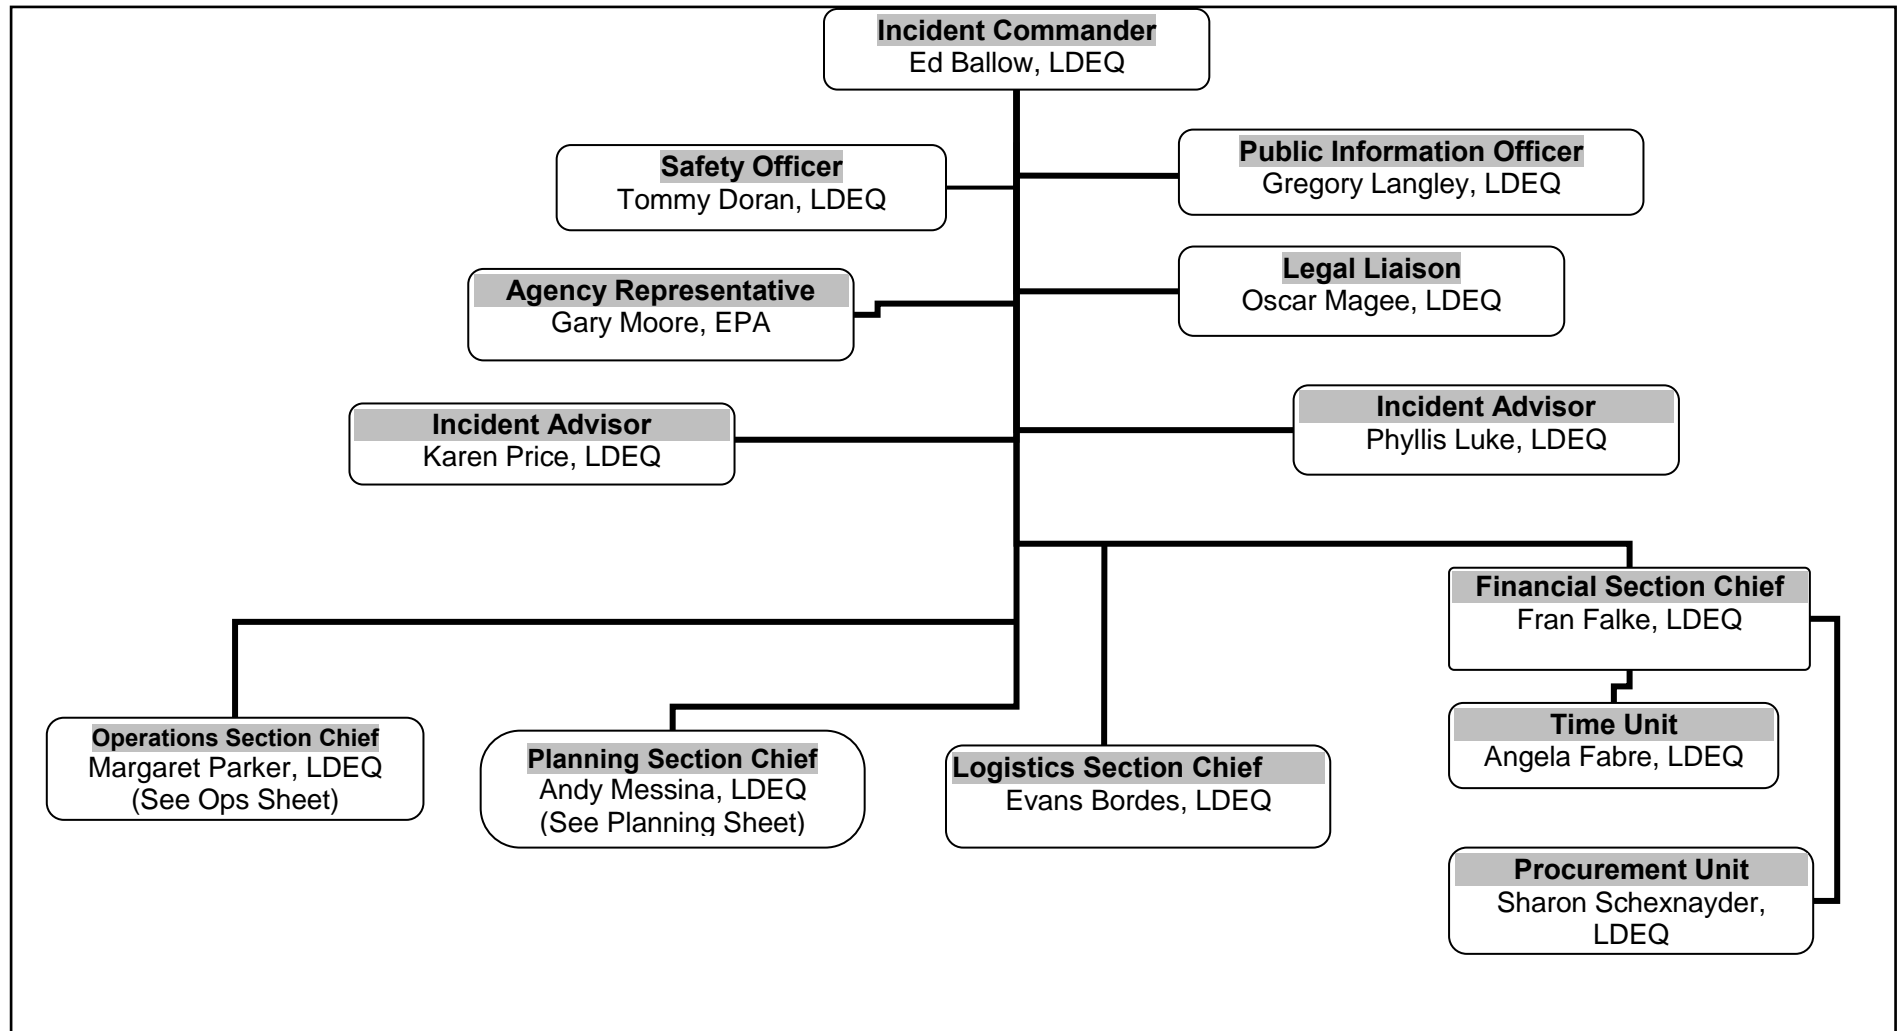 Incident Commander
Ed Ballow, LDEQ
Safety Officer
Tommy Doran, LDEQ
Public Information Officer
Gregory Langley, LDEQ
Agency Representative
Gary Moore, EPA
Legal Liaison
Oscar Magee, LDEQ
Incident Advisor
Karen Price, LDEQ
Incident Advisor
Phyllis Luke, LDEQ
Operations Section Chief
Margaret Parker, LDEQ
(See Ops Sheet)
Planning Section Chief
Andy Messina, LDEQ
(See Planning Sheet)
Logistics Section Chief
Evans Bordes, LDEQ
Financial Section Chief
Fran Falke, LDEQ
Time Unit
Angela Fabre, LDEQ
Procurement Unit
Sharon Schexnayder,
LDEQ